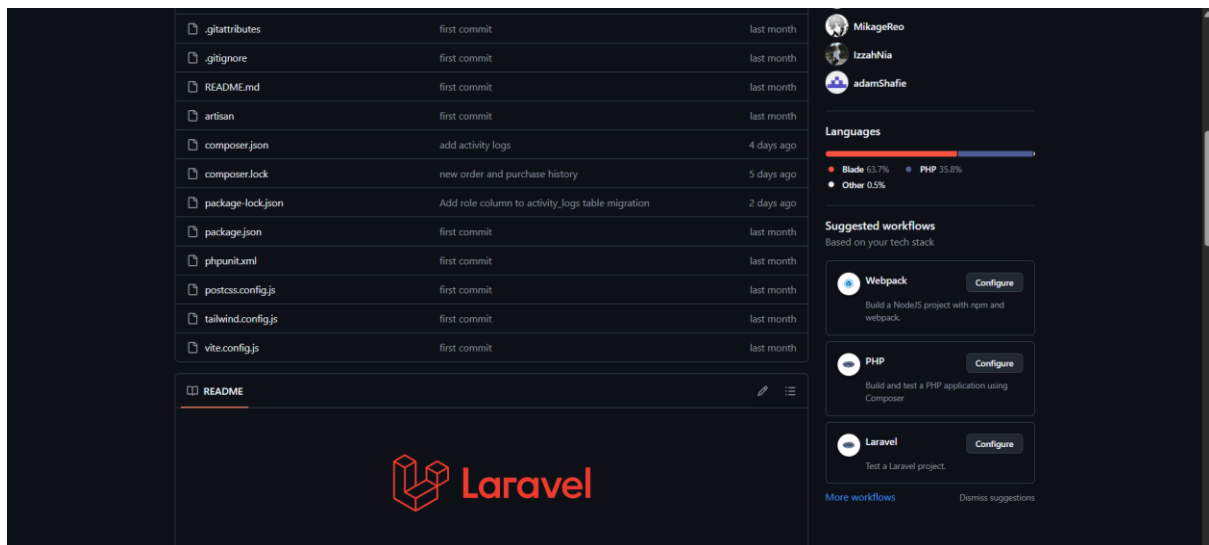 .gitattributes first commit last month
.gitignore first commit last month
README.md first commit last month
artisan first commit last month
composer.json add activity logs 4 days ago
composer.lock new order and purchase history 5 days ago
package-lock.json Add role column to activity_logs table migration 2 days ago
package.json first commit last month
phpunit.xml first commit last month
postcss.config.js first commit last month
tailwind.config.js first commit last month
vite.config.js first commit last month
README
Laravel
MikageReo
IzzahNia
adamShafie
Languages
Blade 63.7% PHP 35.8%
Other 0.5%
Suggested workflows
Based on your tech stack
Webpack Configure
Build a NodeJS project with npm and
webpack.
PHP Configure
Build and test a PHP application using
Composer
Laravel Configure
Test a Laravel project.
More workflows Dismiss suggestions